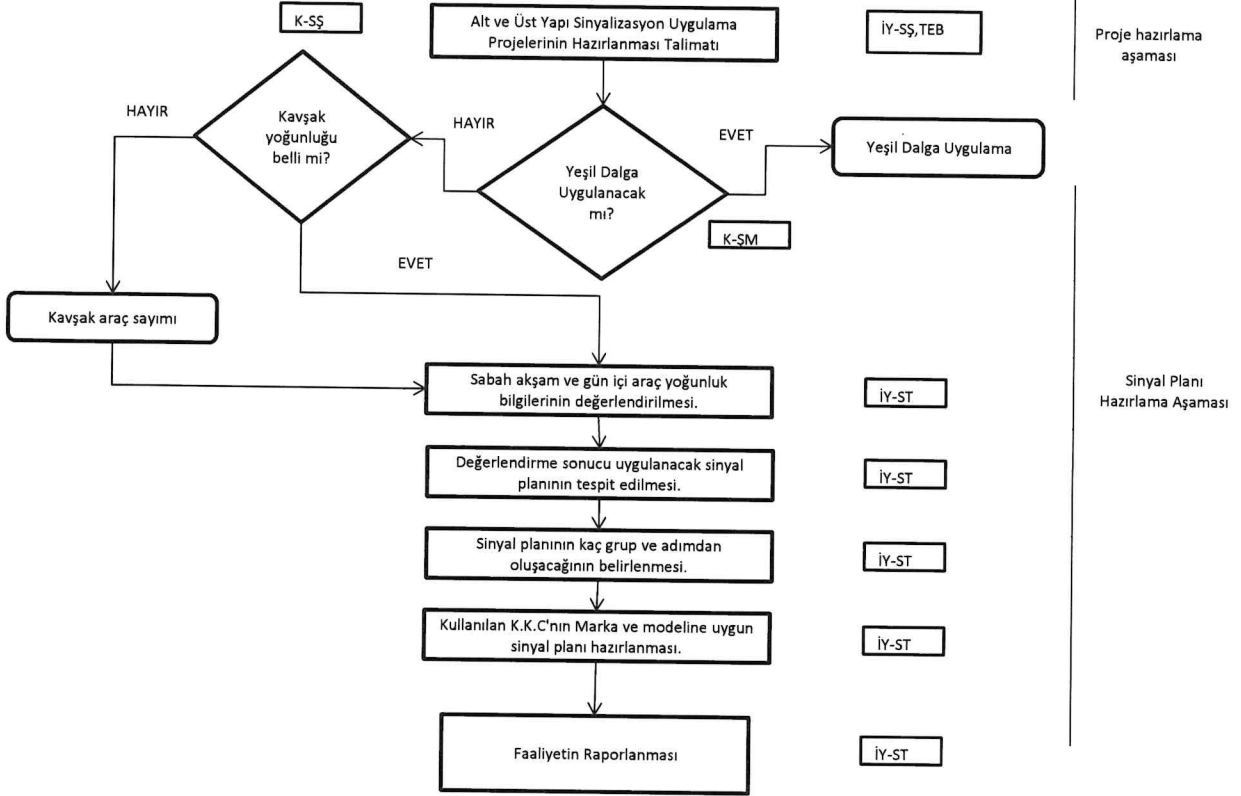 K-SŞ
Alt ve Üst Yapı Sinyalizasyon Uygulama
Projelerinin Hazırlanması Talimatı
İY-SŞ,TEB
Proje hazırlama
aşaması
HAYIR
Kavşak
yoğunluğu
belli mi?
HAYIR
Yeşil Dalga
Uygulanacak
mı?
EVET
Yeşil Dalga Uygulama
K-ŞM
EVET
Kavşak araç sayımı
Sabah akşam ve gün içi araç yoğunluk
bilgilerinin değerlendirilmesi.
İY-ST
Sinyal Planı
Hazırlama Aşaması
Değerlendirme sonucu uygulanacak sinyal
planının tespit edilmesi.
İY-ST
Sinyal planının kaç grup ve adımdan
oluşacağının belirlenmesi.
İY-ST
Kullanılan K.K.C'nın Marka ve modeline uygun
sinyal planı hazırlanması.
İY-ST
Faaliyetin Raporlanması
İY-ST